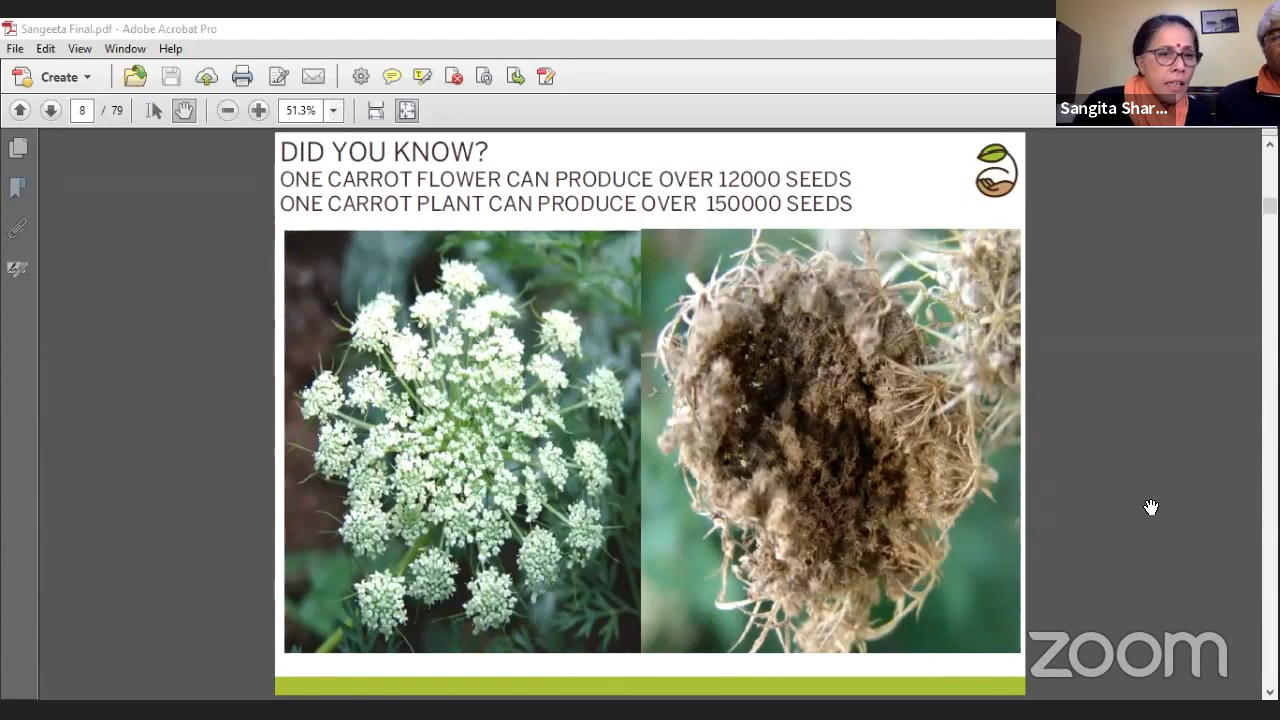 Sangeeta Final.pdf - Adobe Acrobat Pro
File Edit View Window Help
Create
8 / 79 51.3%
Sangita Shar...
DID YOU KNOW?
ONE CARROT FLOWER CAN PRODUCE OVER 12000 SEEDS
ONE CARROT PLANT CAN PRODUCE OVER 150000 SEEDS
zoom